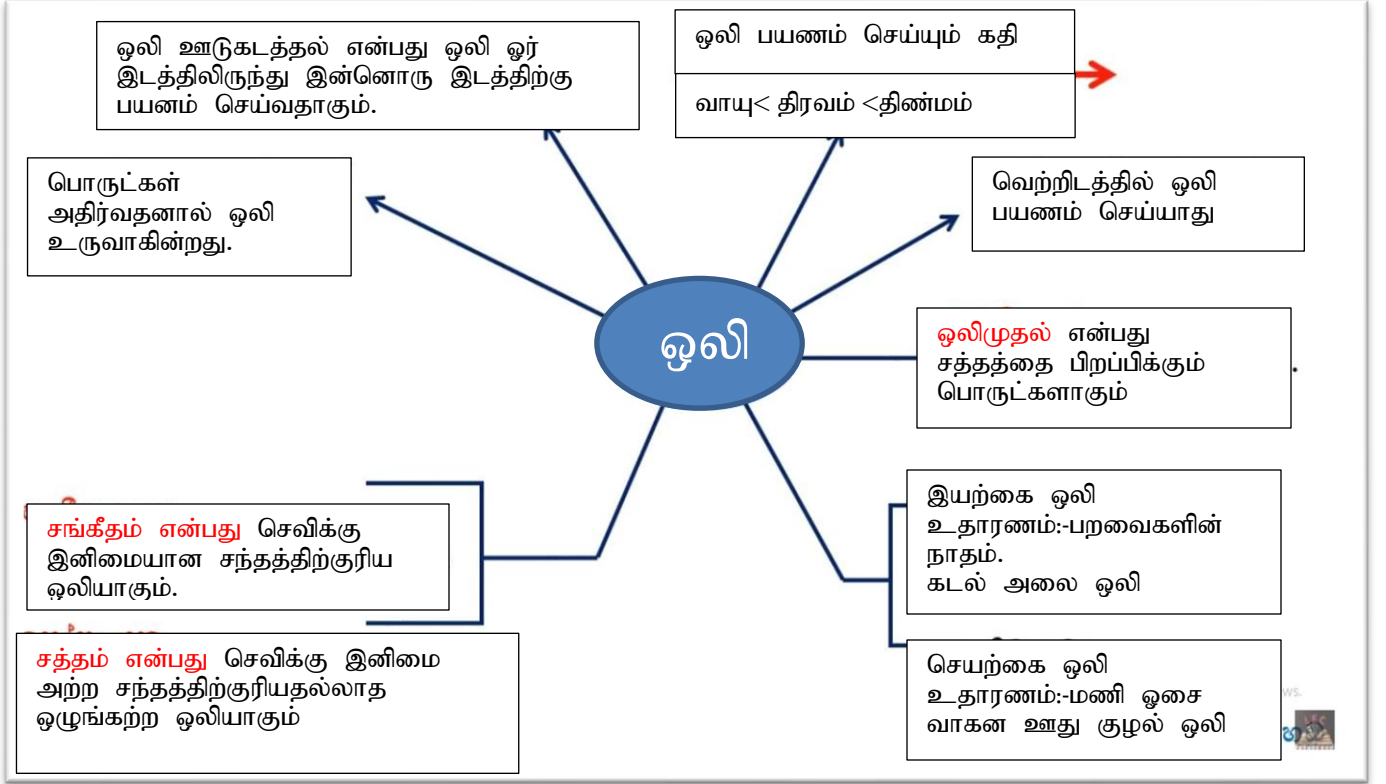 ஒலி ஊடுகடத்தல் என்பது ஒலி ஓர்
இடத்திலிருந்து இன்னொரு இடத்திற்கு
பயனம் செய்வதாகும்.
ஒலி பயணம் செய்யும் கதி
வாயு< திரவம் <திண்மம்
பொருட்கள்
அதிர்வதனால் ஒலி
உருவாகின்றது.
வெற்றிடத்தில் ஒலி
பயணம் செய்யாது
ஒலி
ஒலிமுதல் என்பது
சத்தத்தை பிறப்பிக்கும்
பொருட்களாகும்
சங்கீதம் என்பது செவிக்கு
இனிமையான சந்தத்திற்குரிய
ஒலியாகும்.
இயற்கை ஒலி
உதாரணம்:-பறவைகளின்
நாதம்.
கடல் அலை ஒலி
சத்தம் என்பது செவிக்கு இனிமை
அற்ற சந்தத்திற்குரியதல்லாத
ஒழுங்கற்ற ஒலியாகும்
செயற்கை ஒலி
உதாரணம்:-மணி ஓசை
வாகன ஊது குழல் ஒலி